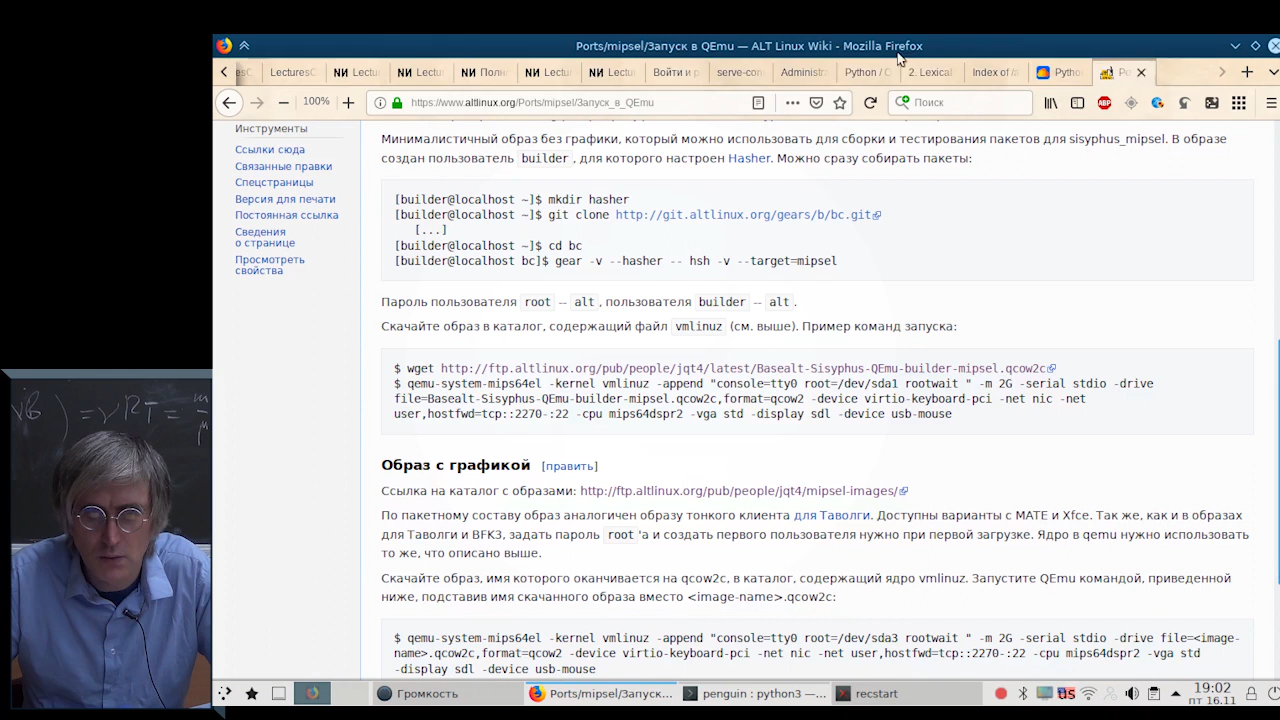 Ports/mipsel/Запуск в QEmu — ALT Linux Wiki - Mozilla Firefox
LecturesC
Lectu
Полн
Lectur
Lectur
Войти и р
serve-con
Administr
Python / C
2. Lexical
Index of /
Pytho
100%
https://www.altlinux.org/Ports/mipsel/Запуск_в_QEmu
Поиск
Инструменты
Ссылки сюда
Связанные правки
Спецстраницы
Версия для печати
Постоянная ссылка
Сведения
о странице
Просмотреть
свойства
Минималистичный образ без графики, который можно использовать для сборки и тестирования пакетов для sisyphus_mipsel. В образе
создан пользователь builder, для которого настроен Hasher. Можно сразу собирать пакеты:
[builder@localhost ~]$ mkdir hasher
[builder@localhost ~]$ git clone http://git.altlinux.org/gears/b/bc.git
[...]
[builder@localhost ~]$ cd bc
[builder@localhost bc]$ gear -v --hasher -- hsh -v --target=mipsel
Пароль пользователя root -- alt, пользователя builder -- alt.
Скачайте образ в каталог, содержащий файл vmlinuz (см. выше). Пример команд запуска:
$ wget http://ftp.altlinux.org/pub/people/jqt4/latest/Basealt-Sisyphus-QEmu-builder-mipsel.qcow2c
$ qemu-system-mips64el -kernel vmlinuz -append "console=tty0 root=/dev/sda1 rootwait " -m 2G -serial stdio -drive
file=Basealt-Sisyphus-QEmu-builder-mipsel.qcow2c,format=qcow2 -device virtio-keyboard-pci -net nic -net
user,hostfwd=tcp::2270-:22 -cpu mips64dspr2 -vga std -display sdl -device usb-mouse
Образ с графикой [править]
Ссылка на каталог с образами: http://ftp.altlinux.org/pub/people/jqt4/mipsel-images/
По пакетному составу образ аналогичен образу тонкого клиента для Таволги. Доступны варианты с MATE и Xfce. Так же, как и в образах
для Таволги и BFK3, задать пароль root 'а и создать первого пользователя нужно при первой загрузке. Ядро в qemu нужно использовать
то же, что описано выше.
Скачайте образ, имя которого оканчивается на qcow2c, в каталог, содержащий ядро vmlinuz. Запустите QEmu командой, приведенной
ниже, подставив имя скачанного образа вместо <image-name>.qcow2c:
$ qemu-system-mips64el -kernel vmlinuz -append "console=tty0 root=/dev/sda3 rootwait " -m 2G -serial stdio -drive file=<image-
name>.qcow2c,format=qcow2 -device virtio-keyboard-pci -net nic -net user,hostfwd=tcp::2270-:22 -cpu mips64dspr2 -vga std
-display sdl -device usb-mouse
Громкость
Ports/mipsel/Запуск...
penguin : python3 —...
recstart
us
19:02
пт 16.11